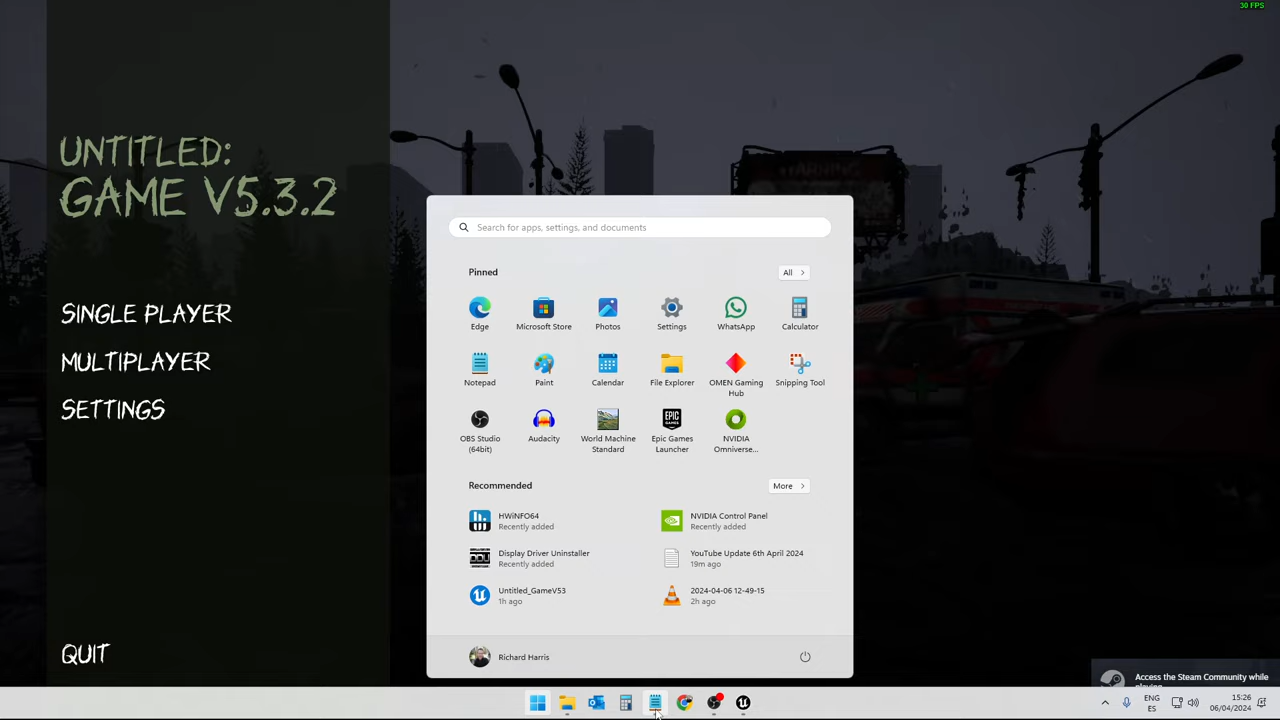 30 FPS
UNTITLED:
GAME V5.3.2
SINGLE PLAYER
MULTIPLAYER
SETTINGS
QUIT
WARNING
Search for apps, settings, and documents
Pinned
All
Edge
Microsoft Store
Photos
Settings
WhatsApp
Calculator
Notepad
Paint
Calendar
File Explorer
OMEN Gaming
Hub
Snipping Tool
OBS Studio
(64bit)
Audacity
World Machine
Standard
Epic Games
Launcher
NVIDIA
Omniverse...
Recommended
More
HWiNFO64
Recently added
NVIDIA Control Panel
Recently added
Display Driver Uninstaller
Recently added
YouTube Update 6th April 2024
19m ago
Untitled_GameV53
1h ago
2024-04-06 12-49-15
2h ago
Richard Harris
Access the Steam Community while
playing
ENG
ES
15:26
06/04/2024